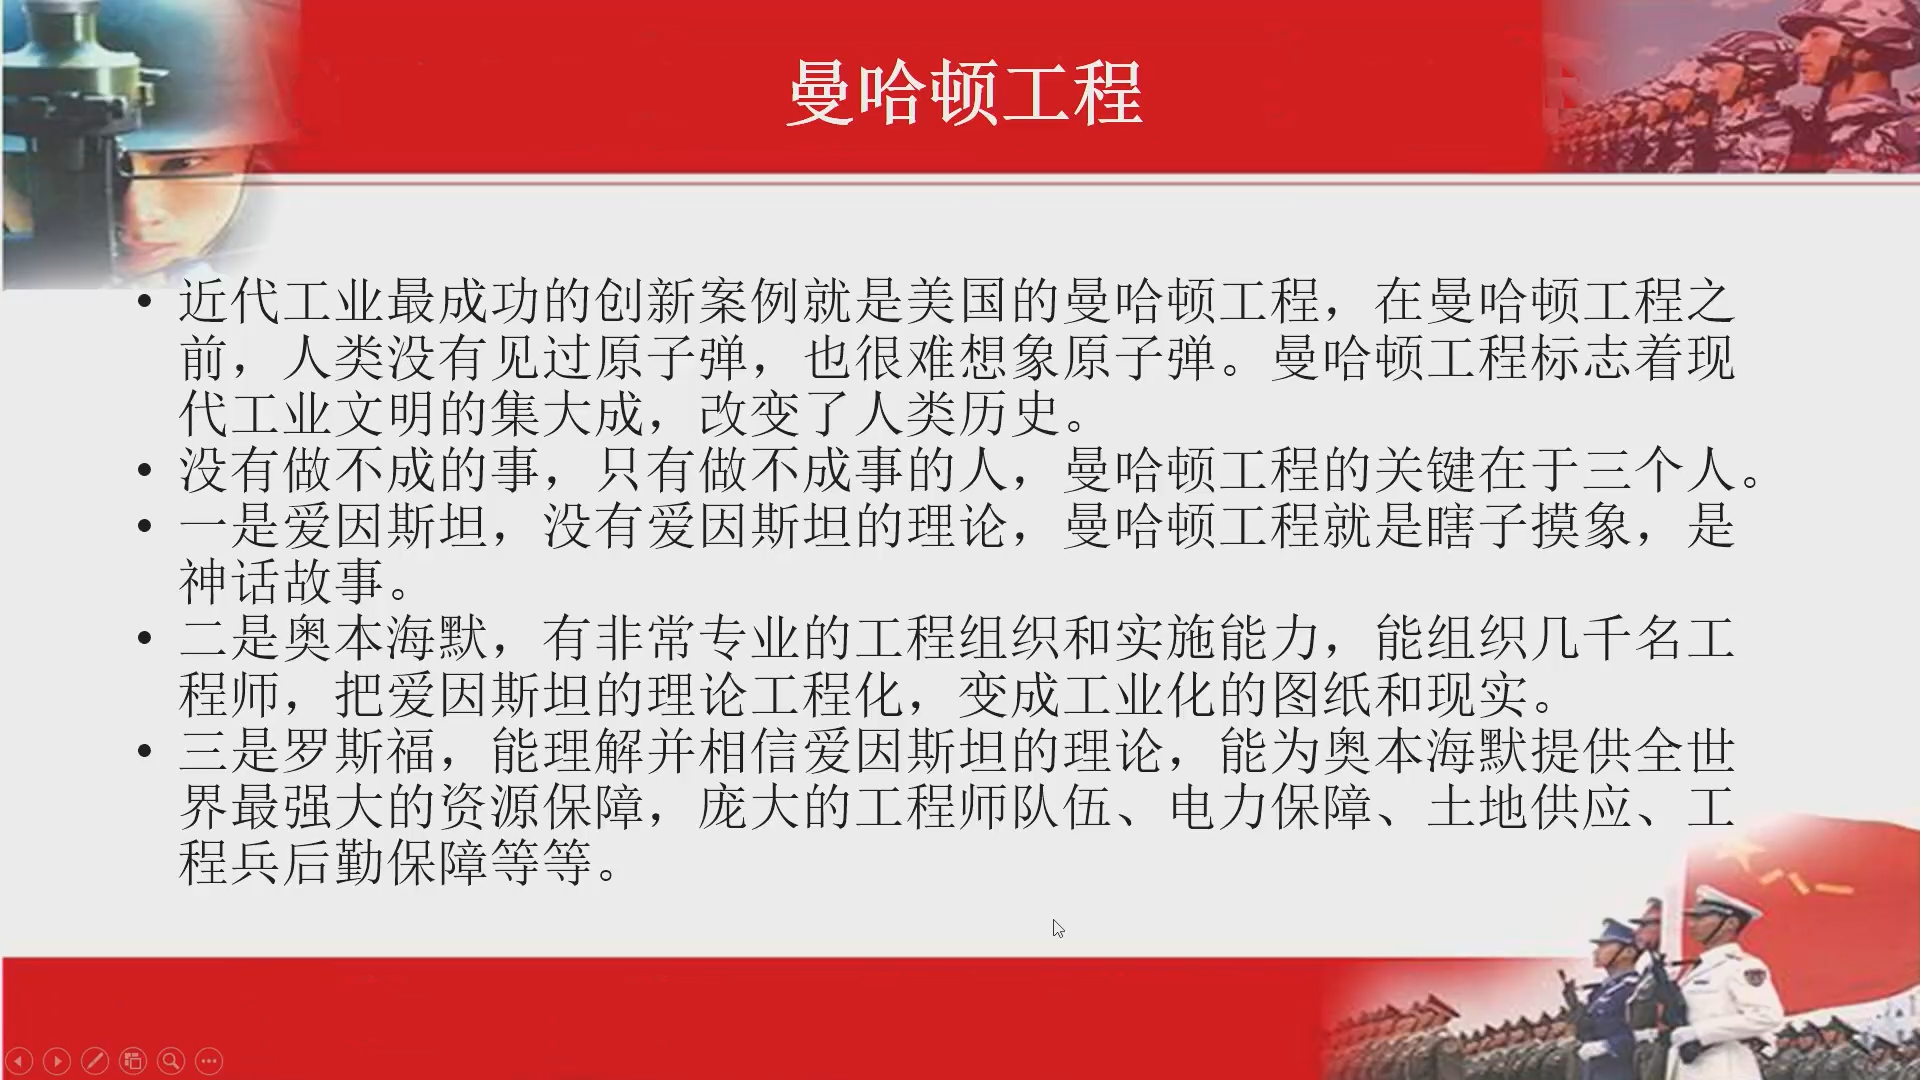 曼哈顿工程
• 近代工业最成功的创新案例就是美国的曼哈顿工程，在曼哈顿工程之
前，人类没有见过原子弹，也很难想象原子弹。曼哈顿工程标志着现
代工业文明的集大成，改变了人类历史。
• 没有做不成的事，只有做不成事的人，曼哈顿工程的关键在于三个人。
• 一是爱因斯坦，没有爱因斯坦的理论，曼哈顿工程就是瞎子摸象，是
神话故事。
• 二是奥本海默，有非常专业的工程组织和实施能力，能组织几千名工
程师，把爱因斯坦的理论工程化，变成工业化的图纸和现实。
• 三是罗斯福，能理解并相信爱因斯坦的理论，能为奥本海默提供全世
界最强大的资源保障，庞大的工程师队伍、电力保障、土地供应、工
程兵后勤保障等等。